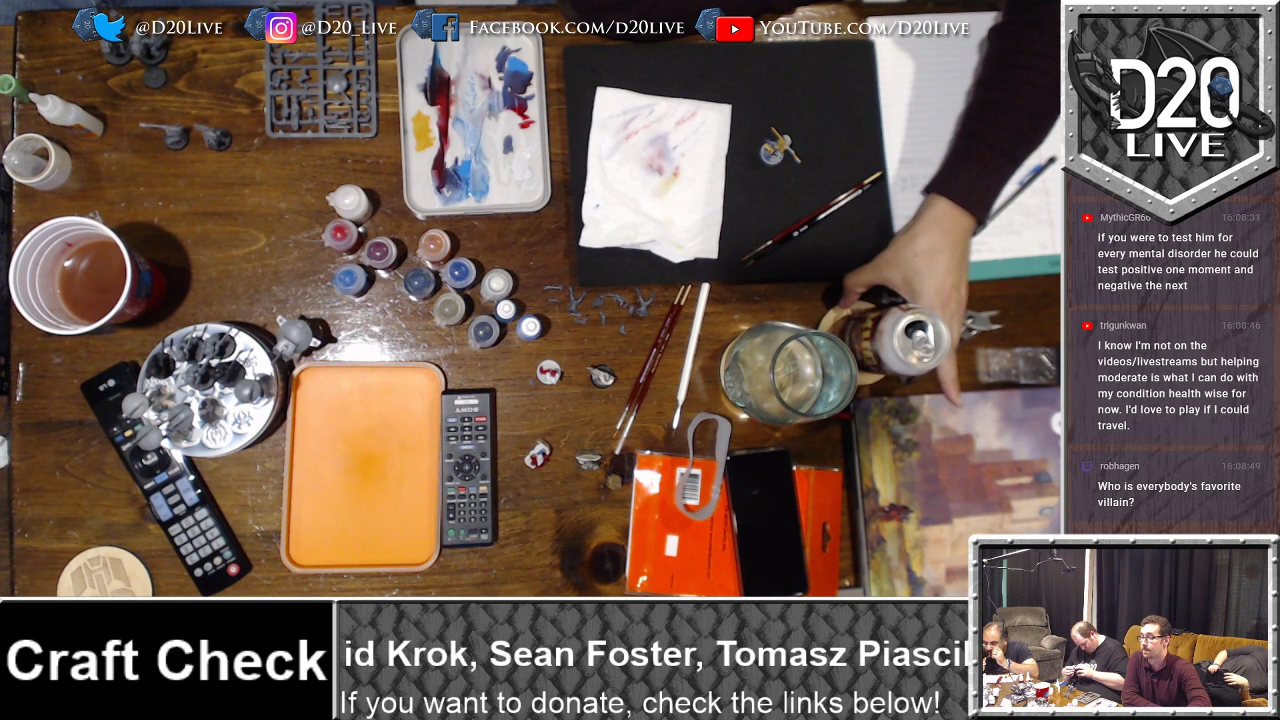 @D20Live
@D20_Live
Facebook.com/d20live
YouTube.com/D20Live
D20
LIVE
MythicGR66 16:08:31
if you were to test him for
every mental disorder he could
test positive one moment and
negative the next
trigunkwan 16:08:46
I know I'm not on the
videos/livestreams but helping
moderate is what I can do with
my condition health wise for
now. I'd love to play if I could
travel.
robhagen 16:08:49
Who is everybody's favorite
villain?
SONY
LG
Craft Check
id Krok, Sean Foster, Tomasz Piascil
If you want to donate, check the links below!